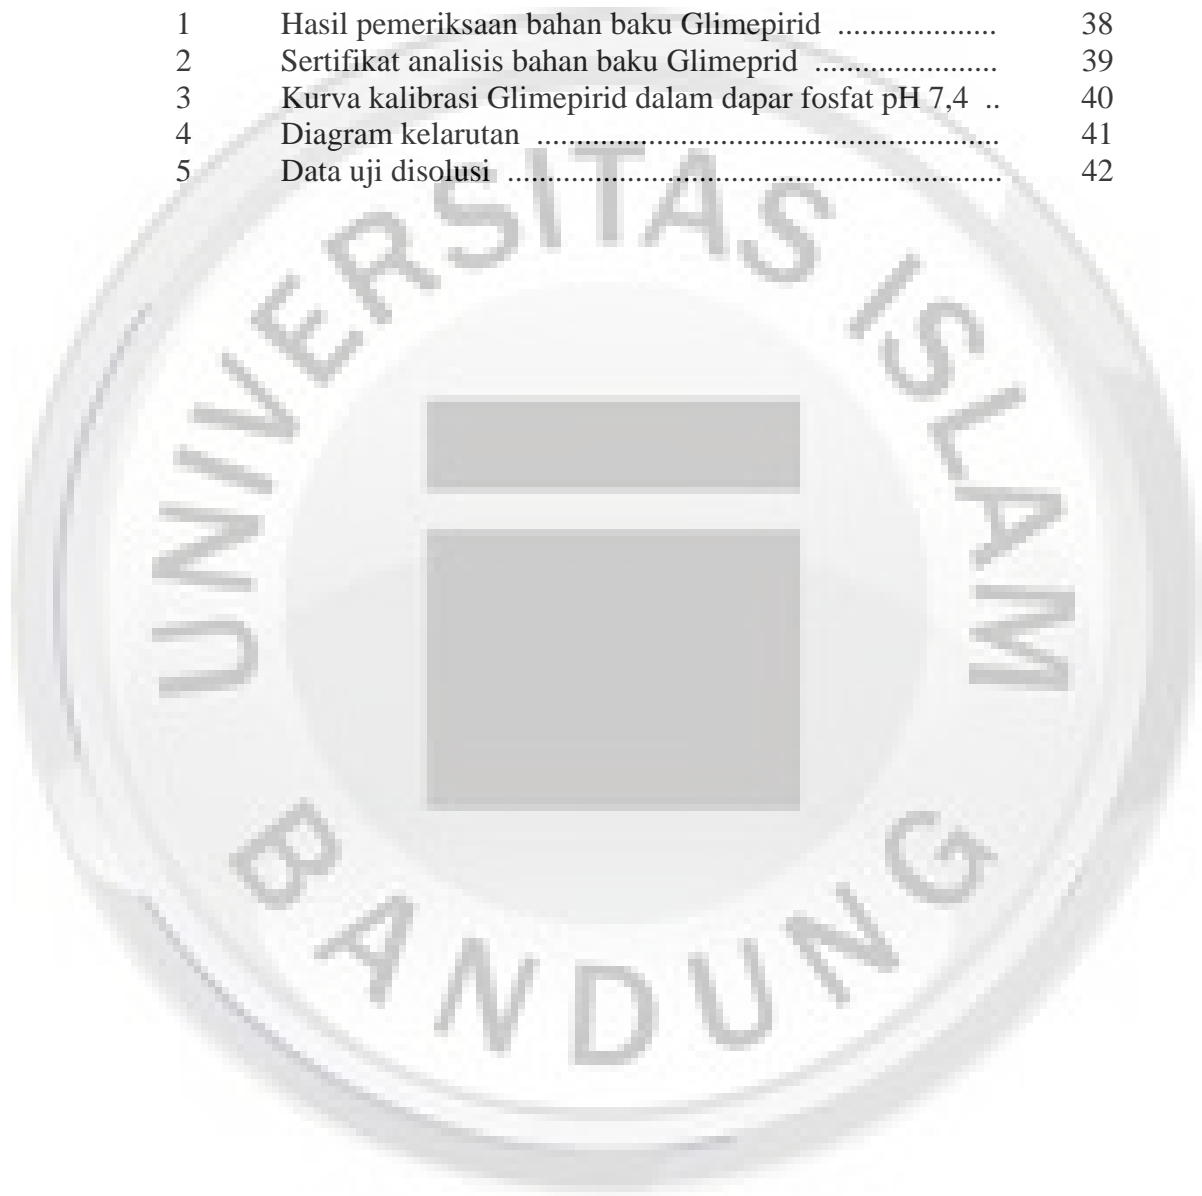 1 Hasil pemeriksaan bahan baku Glimepirid ................... 38
2 Sertifikat analisis bahan baku Glimeprid ...................... 39
3 Kurva kalibrasi Glimepirid dalam dapar fosfat pH 7,4 .. 40
4 Diagram kelarutan ......................................................... 41
5 Data uji disolusi ............................................................. 42
UNIVERSITAS ISLAM
BANDUNG